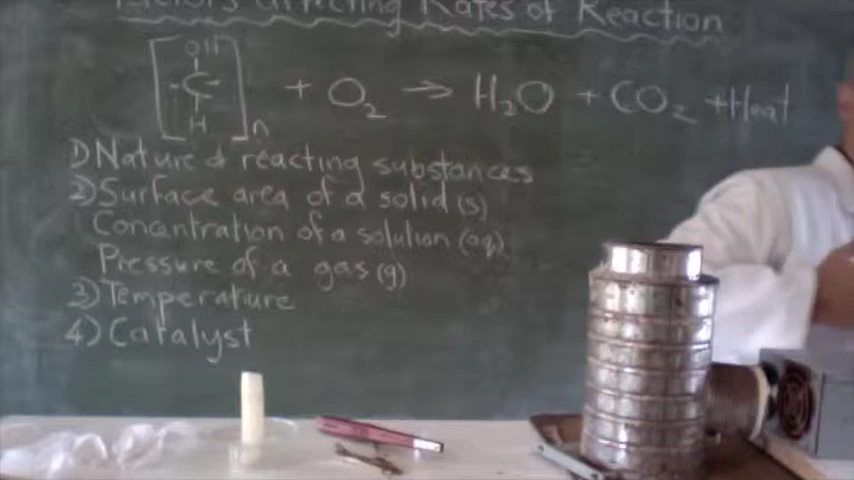 Factors affecting Rates of Reaction
OH
[-C-]n + O2 → H2O + CO2 + Heat
H
1) Nature of reacting substances
2) Surface area of a solid (s)
Concentration of a solution (aq)
Pressure of a gas (g)
3) Temperature
4) Catalyst